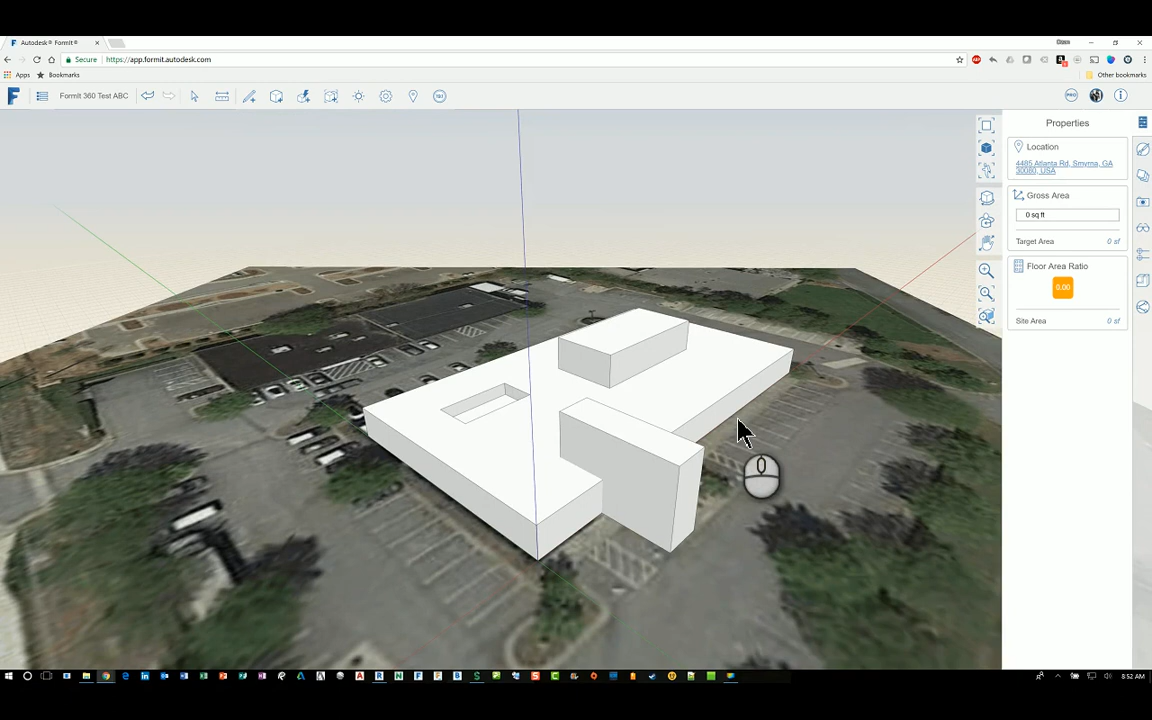 Autodesk® FormIt®
Secure
https://app.formit.autodesk.com
Apps
Bookmarks
Other bookmarks
FormIt 360 Test ABC
PRO
Properties
Location
4485 Atlanta Rd, Smyrna, GA
30080, USA
Gross Area
0 sq ft
Target Area
0 sf
Floor Area Ratio
0.00
Site Area
0 sf
8:52 AM